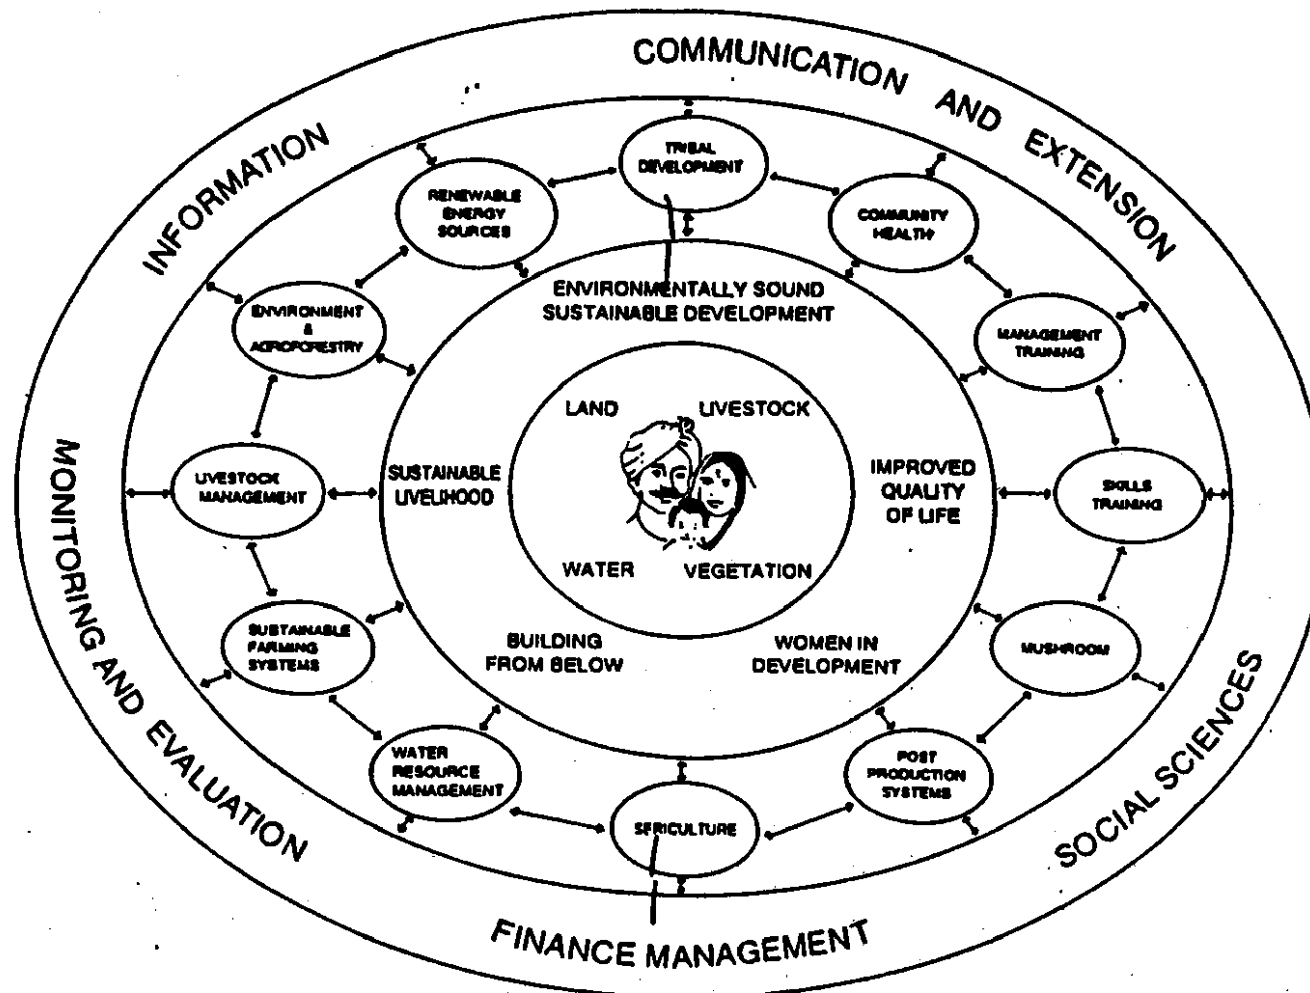 COMMUNICATION AND EXTENSION
INFORMATION
TRIBAL
DEVELOPMENT
RENEWABLE
ENERGY
SOURCES
COMMUNITY
HEALTH
ENVIRONMENTALLY SOUND
SUSTAINABLE DEVELOPMENT
ENVIRONMENT
&
AGROFORESTRY
MANAGEMENT
TRAINING
LAND
LIVESTOCK
LIVESTOCK
MANAGEMENT
SUSTAINABLE
LIVELIHOOD
IMPROVED
QUALITY
OF LIFE
SKILLS
TRAINING
WATER
VEGETATION
SUSTAINABLE
FARMING
SYSTEMS
BUILDING
FROM BELOW
WOMEN IN
DEVELOPMENT
MUSHROOM
WATER
RESOURCE
MANAGEMENT
SERICULTURE
POST
PRODUCTION
SYSTEMS
MONITORING AND EVALUATION
FINANCE MANAGEMENT
SOCIAL SCIENCES